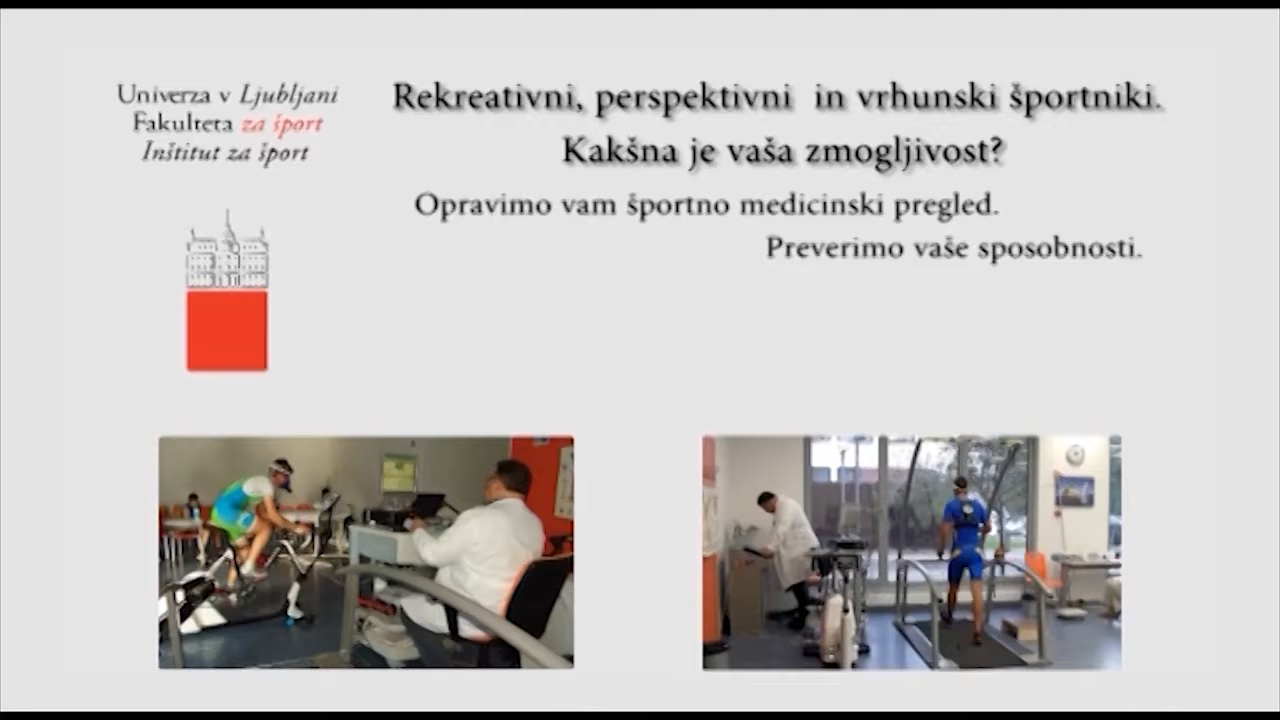 Univerza v Ljubljani
Fakulteta za šport
Inštitut za šport
Rekreativni, perspektivni in vrhunski športniki.
Kakšna je vaša zmogljivost?
Opravimo vam športno medicinski pregled.
Preverimo vaše sposobnosti.